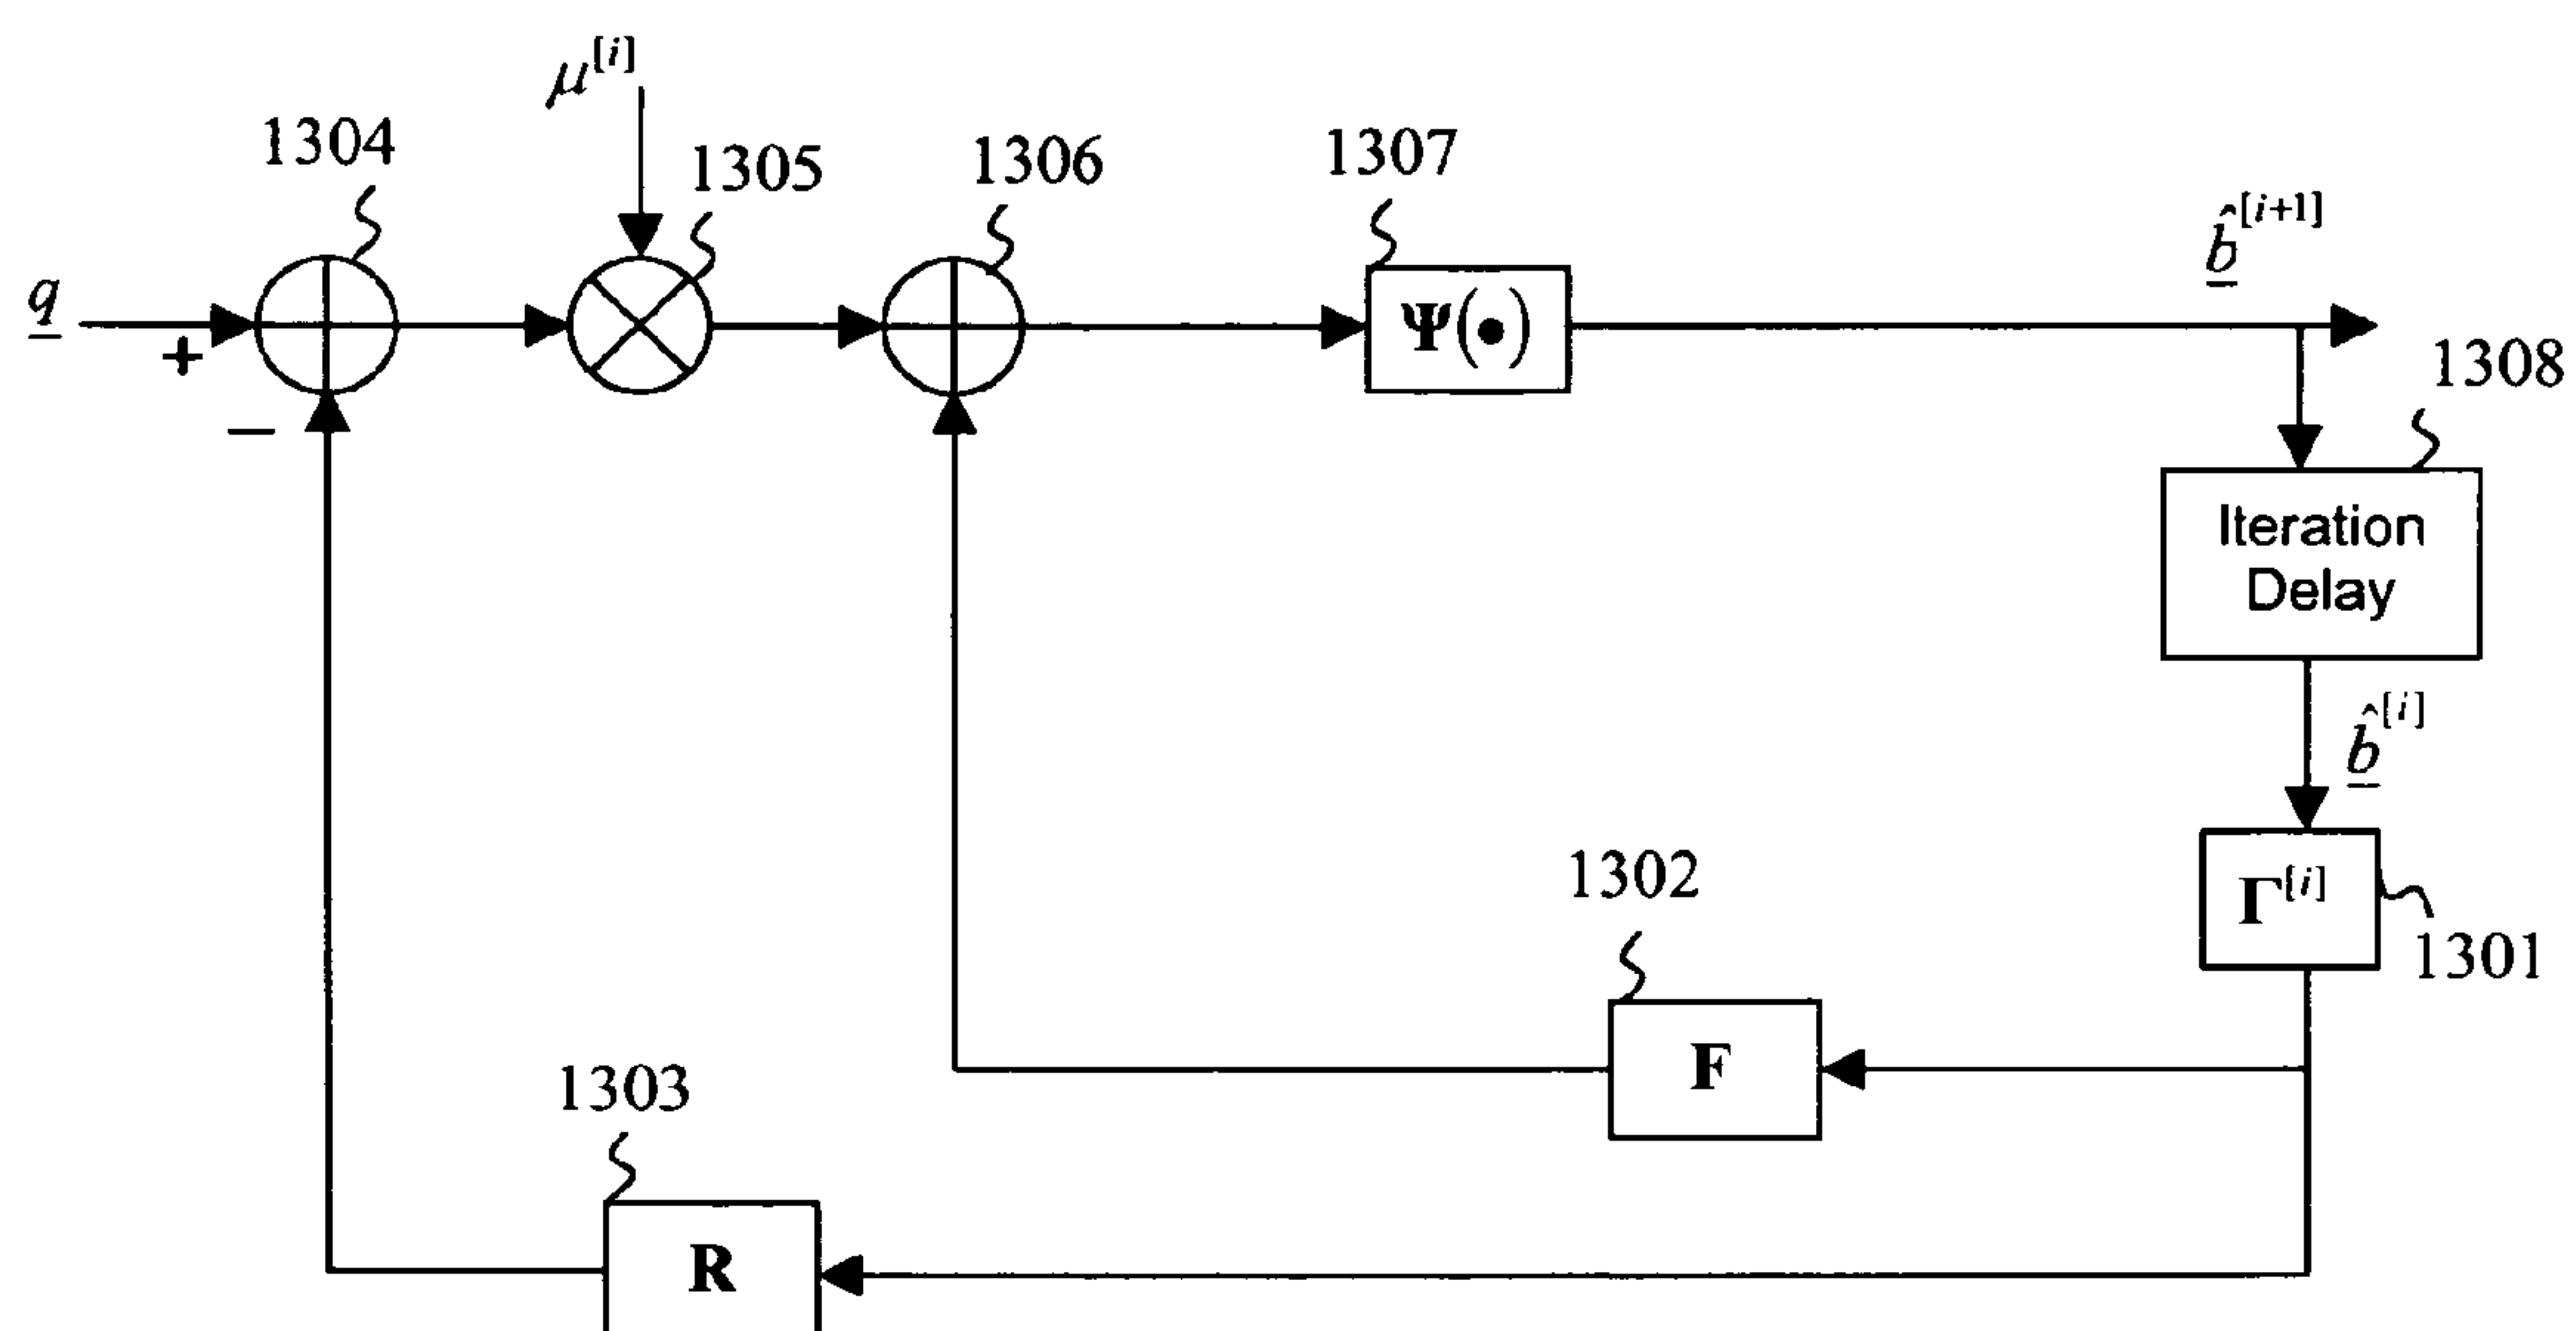 μ[i]
1304
1305
1306
1307
q
+
−
Ψ(•)
b̂[i+1]
1308
Iteration
Delay
b̂[i]
Γ[i]
1301
1302
F
1303
R